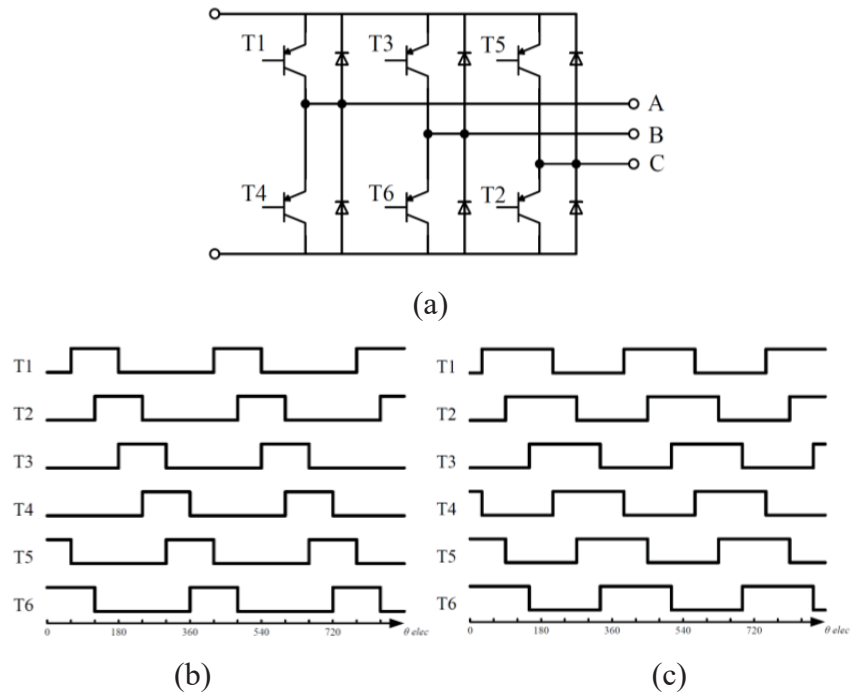 T1 T3 T5
A
B
C
T4 T6 T2
(a)
T1
T2
T3
T4
T5
T6
0 180 360 540 720 θ elec
(b)
T1
T2
T3
T4
T5
T6
0 180 360 540 720 θ elec
(c)